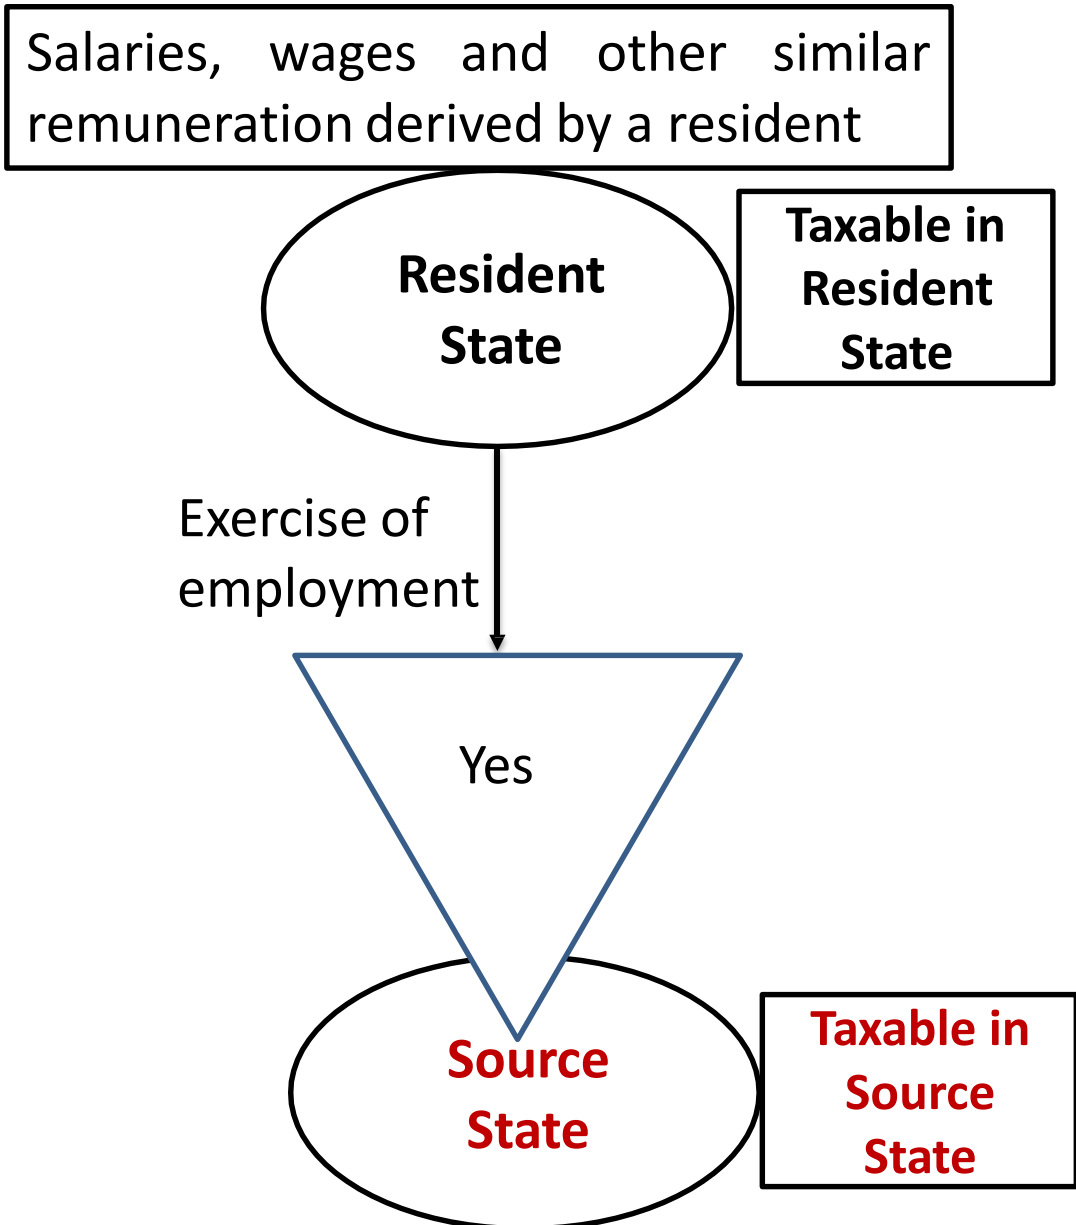 Salaries, wages and other similar
remuneration derived by a resident
Resident
State
Taxable in
Resident
State
Exercise of
employment
Yes
Source
State
Taxable in
Source
State